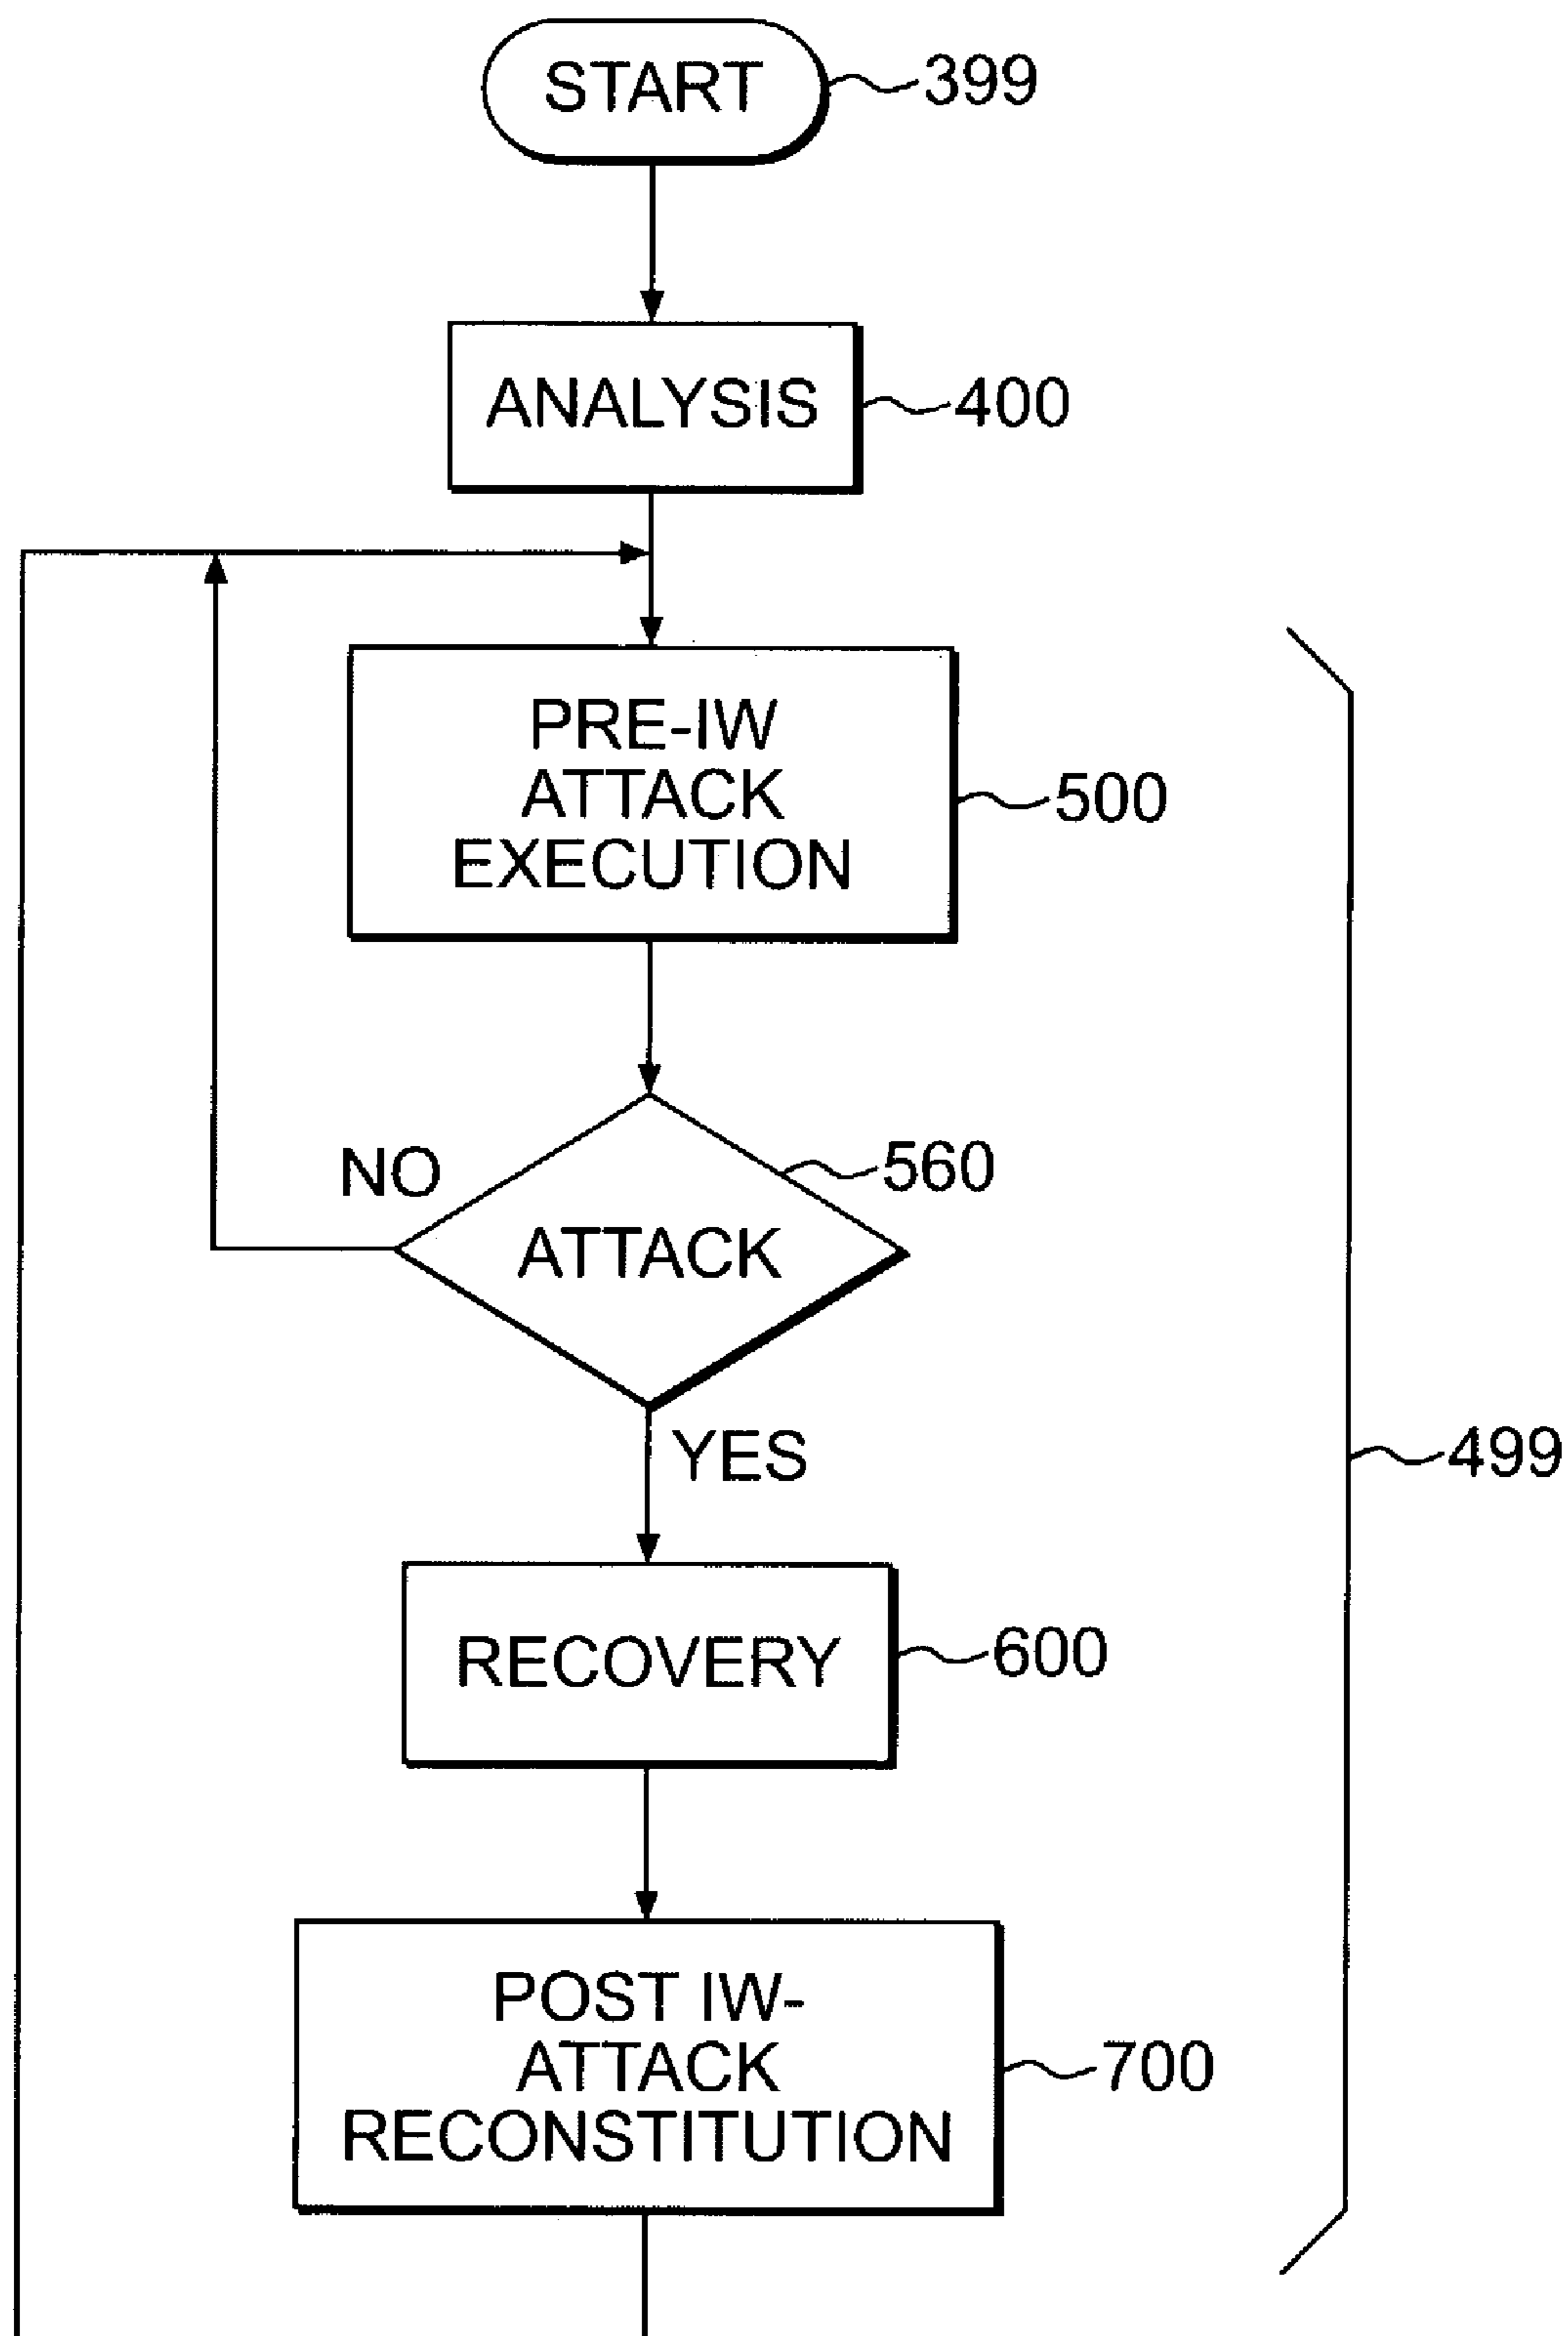 START
399
ANALYSIS
400
PRE-IW
ATTACK
EXECUTION
500
NO
560
ATTACK
YES
499
RECOVERY
600
POST IW-
ATTACK
RECONSTITUTION
700